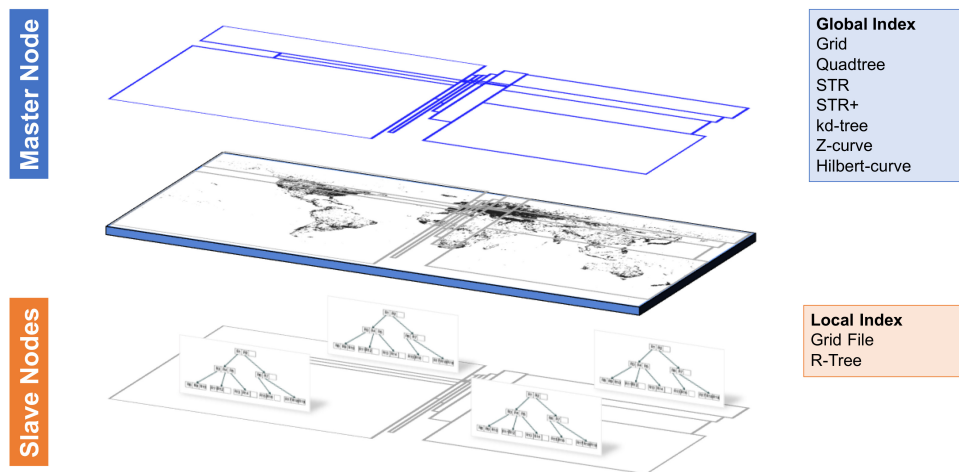 Master Node
Global Index
Grid
Quadtree
STR
STR+
kd-tree
Z-curve
Hilbert-curve
Slave Nodes
Local Index
Grid File
R-Tree